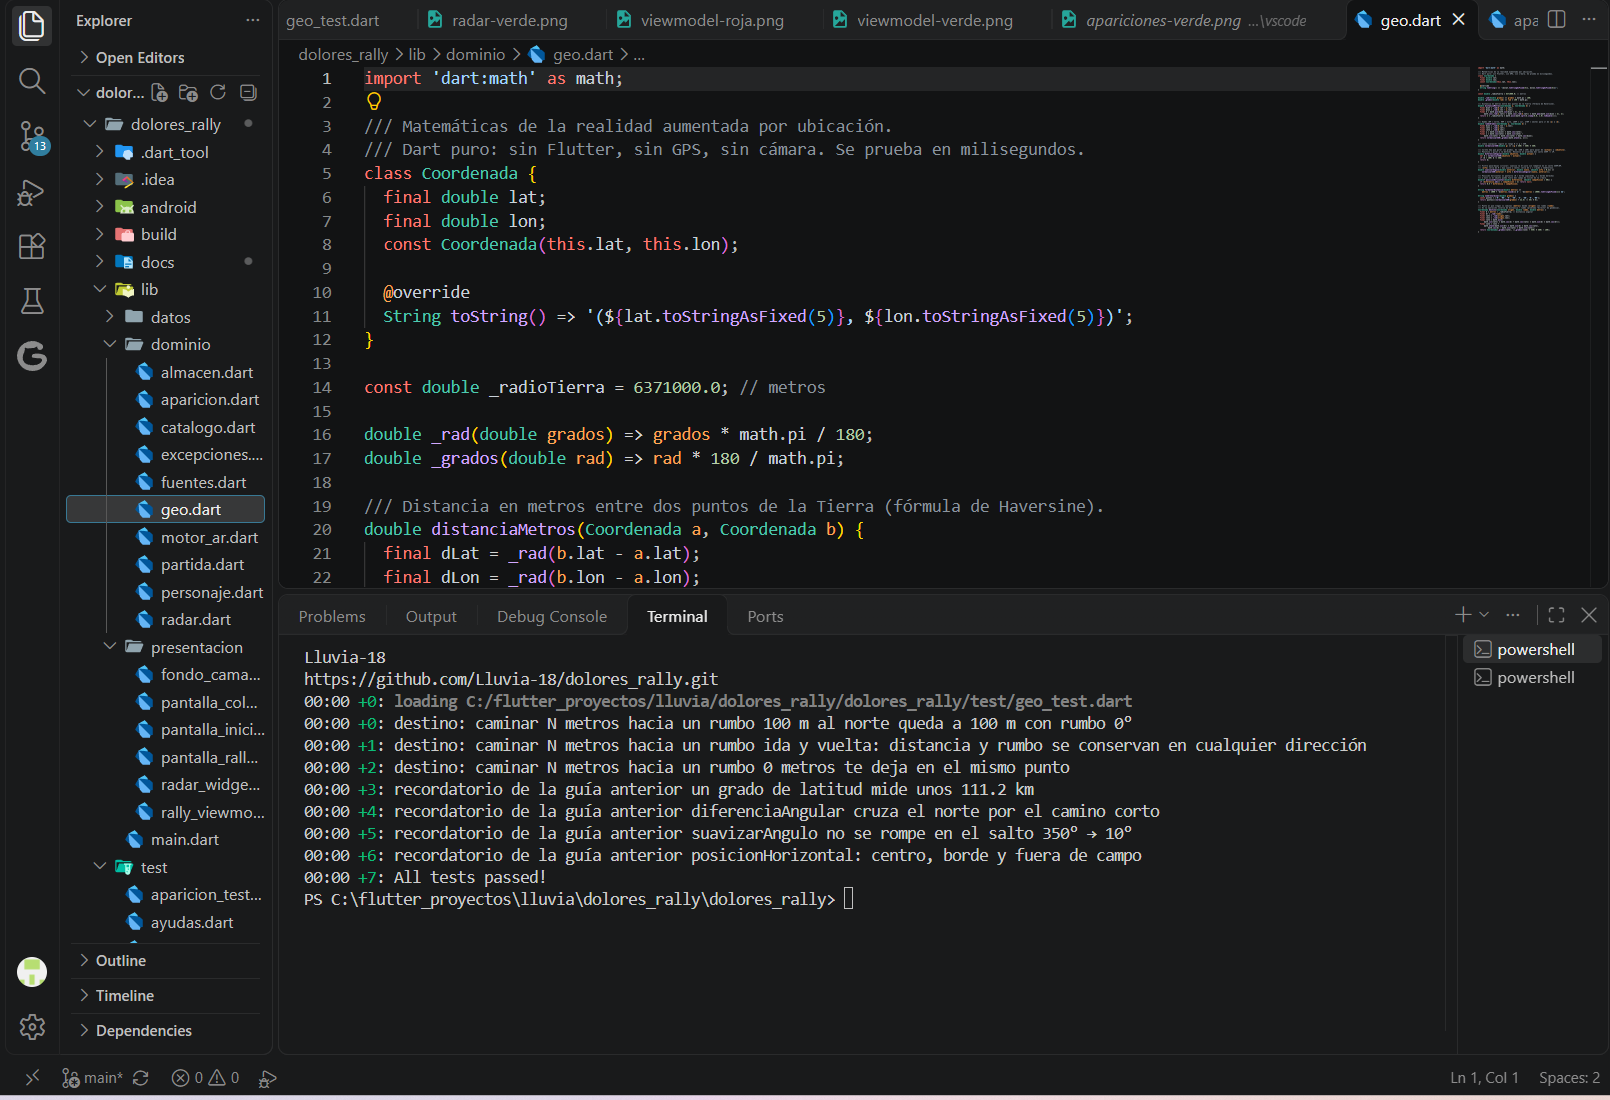 Explorer
Open Editors
dolor...
dolores_rally
.dart_tool
.idea
android
build
docs
lib
datos
dominio
almacen.dart
aparicion.dart
catalogo.dart
excepciones....
fuentes.dart
geo.dart
motor_ar.dart
partida.dart
personaje.dart
radar.dart
presentacion
fondo_cama...
pantalla_col...
pantalla_inici...
pantalla_rall...
radar_widge...
rally_viewmo...
main.dart
test
aparicion_test...
ayudas.dart
Outline
Timeline
Dependencies
13
geo_test.dart
radar-verde.png
viewmodel-roja.png
viewmodel-verde.png
apariciones-verde.png ...\vscode
geo.dart
apa
dolores_rally > lib > dominio > geo.dart > ...
1 import 'dart:math' as math;
2
3 /// Matemáticas de la realidad aumentada por ubicación.
4 /// Dart puro: sin Flutter, sin GPS, sin cámara. Se prueba en milisegundos.
5 class Coordenada {
6 final double lat;
7 final double lon;
8 const Coordenada(this.lat, this.lon);
9
10 @override
11 String toString() => '(${lat.toStringAsFixed(5)}, ${lon.toStringAsFixed(5)})';
12 }
13
14 const double _radioTierra = 6371000.0; // metros
15
16 double _rad(double grados) => grados * math.pi / 180;
17 double _grados(double rad) => rad * 180 / math.pi;
18
19 /// Distancia en metros entre dos puntos de la Tierra (fórmula de Haversine).
20 double distanciaMetros(Coordenada a, Coordenada b) {
21 final dLat = _rad(b.lat - a.lat);
22 final dLon = _rad(b.lon - a.lon);
Problems
Output
Debug Console
Terminal
Ports
powershell
powershell
Lluvia-18
https://github.com/Lluvia-18/dolores_rally.git
00:00 +0: loading C:/flutter_proyectos/lluvia/dolores_rally/dolores_rally/test/geo_test.dart
00:00 +0: destino: caminar N metros hacia un rumbo 100 m al norte queda a 100 m con rumbo 0°
00:00 +1: destino: caminar N metros hacia un rumbo ida y vuelta: distancia y rumbo se conservan en cualquier dirección
00:00 +2: destino: caminar N metros hacia un rumbo 0 metros te deja en el mismo punto
00:00 +3: recordatorio de la guía anterior un grado de latitud mide unos 111.2 km
00:00 +4: recordatorio de la guía anterior diferenciaAngular cruza el norte por el camino corto
00:00 +5: recordatorio de la guía anterior suavizarAngulo no se rompe en el salto 350° → 10°
00:00 +6: recordatorio de la guía anterior posicionHorizontal: centro, borde y fuera de campo
00:00 +7: All tests passed!
PS C:\flutter_proyectos\lluvia\dolores_rally\dolores_rally>
main*
0
0
Ln 1, Col 1
Spaces: 2